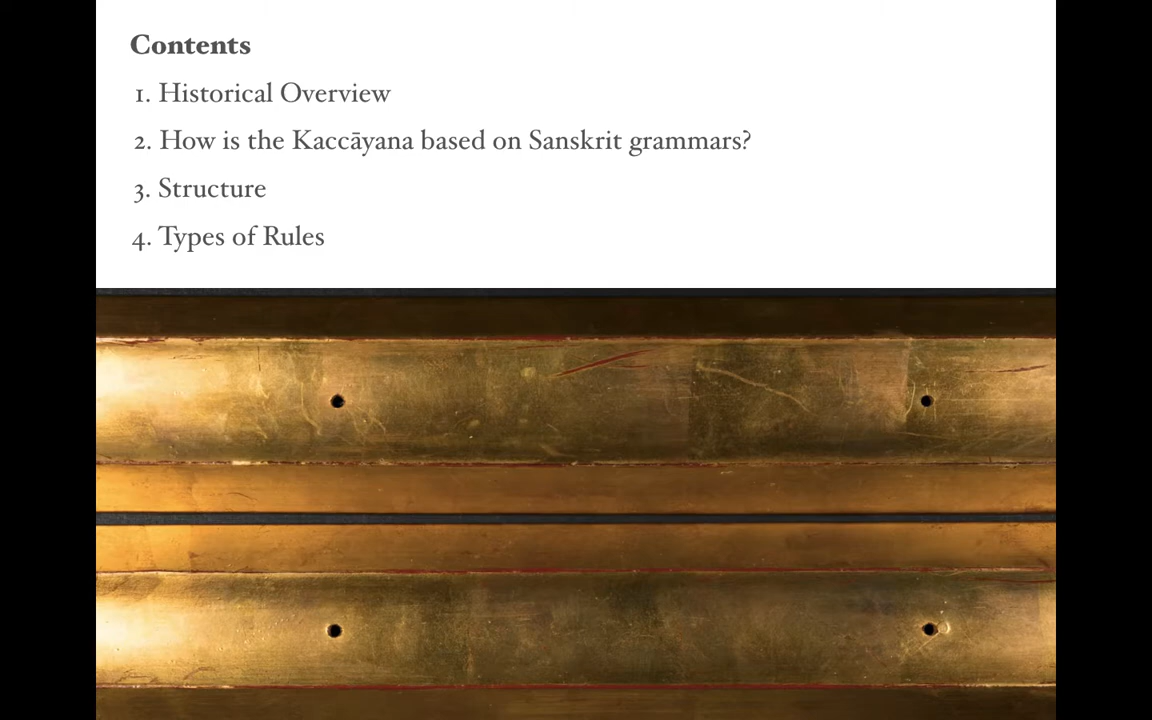 Contents
1. Historical Overview
2. How is the Kaccāyana based on Sanskrit grammars?
3. Structure
4. Types of Rules